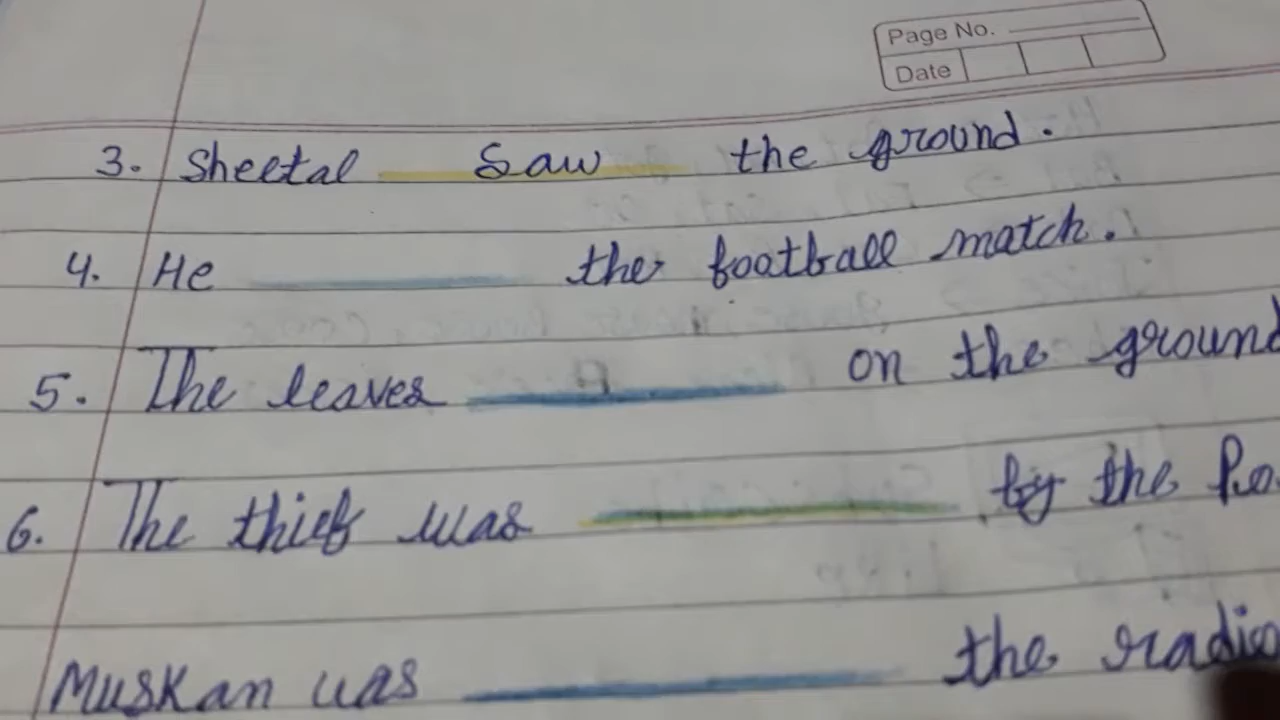 Page No.
Date
3. Sheetal saw the ground.
4. He the football match.
5. The leaves on the ground
6. The thief was by the Po
Muskan was the radio